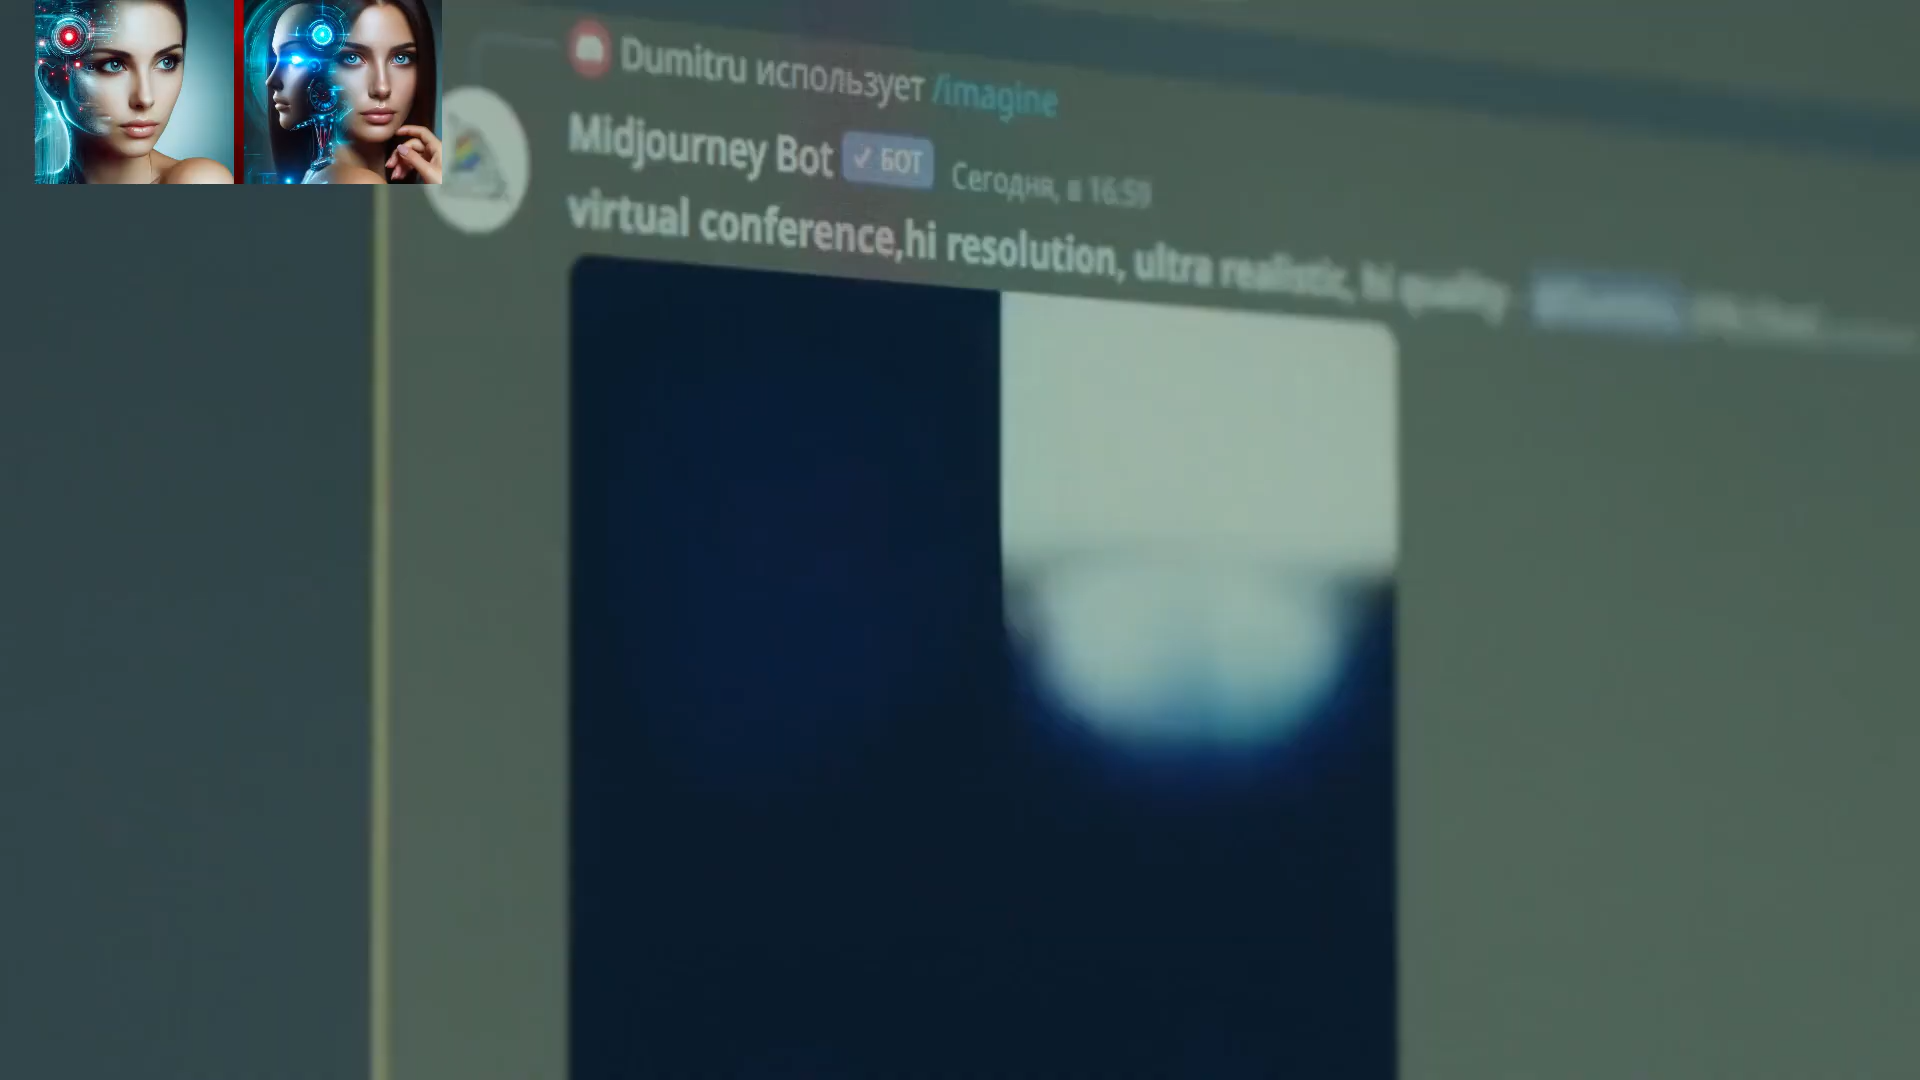 Dumitru использует /imagine
Midjourney Bot ✓ БОТ Сегодня, в 16:59
virtual conference,hi resolution, ultra realistic, hi quality